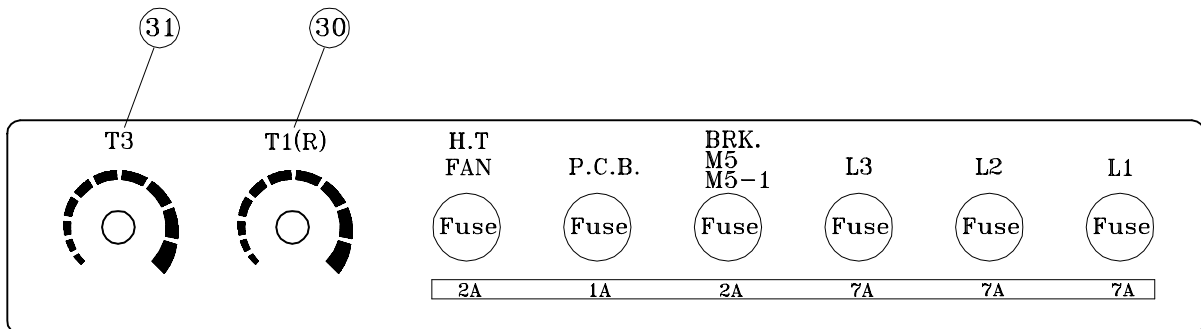 31 30
T3 T1(R) H.T BRK.
FAN P.C.B. M5 L3 L2 L1
M5-1
Fuse Fuse Fuse Fuse Fuse Fuse
2A 1A 2A 7A 7A 7A